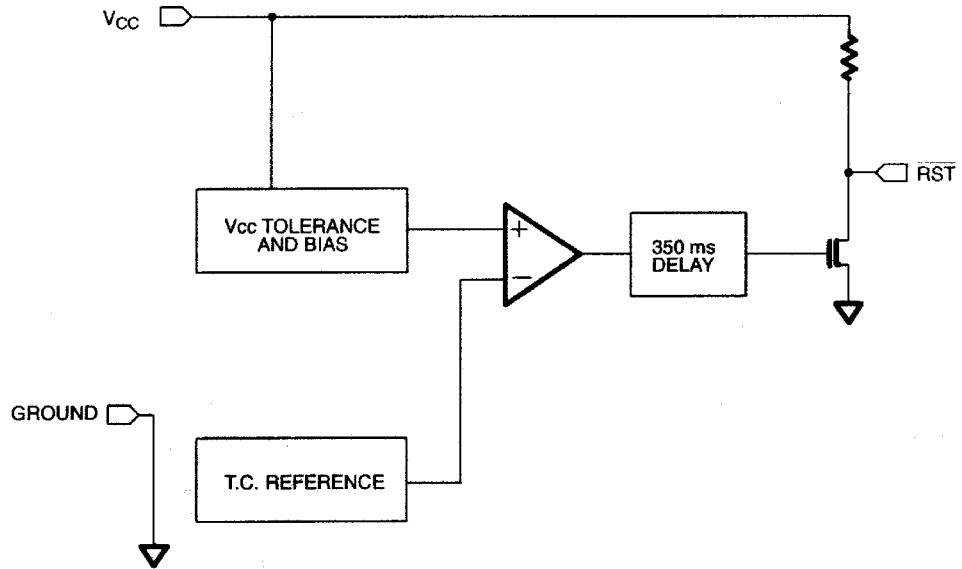 VCC
RST
Vcc TOLERANCE
AND BIAS
+
350 ms
DELAY
−
GROUND
T.C. REFERENCE